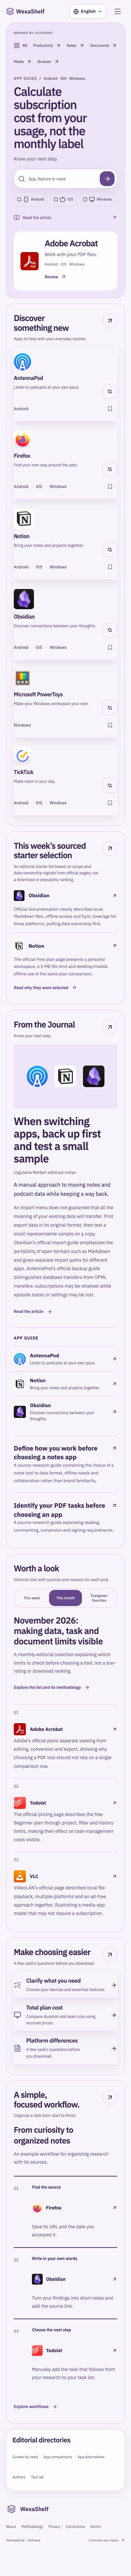 WexaShelf
English
BROWSE BY CATEGORY
All
Productivity
Notes
Documents
Media
Browser
APP GUIDE / Android · iOS · Windows
Calculate
subscription
cost from your
usage, not the
monthly label
Know your next step.
App, feature or need
Android
iOS
Windows
Read the article
Adobe Acrobat
Work with your PDF files.
Android · iOS · Windows
Review
Discover
something new
Apps to help with your everyday routine.
AntennaPod
Listen to podcasts at your own pace.
Android
Firefox
Find your own way around the web.
Android · iOS · Windows
Notion
Bring your notes and projects together.
Android · iOS · Windows
Obsidian
Discover connections between your thoughts.
Android · iOS · Windows
Microsoft PowerToys
Make your Windows workspace your own.
Windows
TickTick
Make room in your day.
Android · iOS · Windows
This week's sourced
starter selection
An editorial starter list based on scope and
data-ownership signals from official pages, not
a download or popularity ranking.
Obsidian
Official documentation clearly describes local
Markdown files, offline access and Sync coverage for
three platforms, putting data ownership first.
Notion
The official Free plan page presents a personal
workspace, a 5 MB file limit and desktop/mobile
offline use in the same plan comparison.
Read why they were selected
From the Journal
Know your next step.
When switching
apps, back up first
and test a small
sample
Uygulama Rehberi editoryal notları
A manual approach to moving notes and
podcast data while keeping a way back.
An import menu does not guarantee the lossless
transfer of your existing app data. First create an
untouched export, then move a small
representative sample on a copy. Notion and
Obsidian's official import guides highlight the
portability of open formats such as Markdown
and gives separate import paths for different
apps. AntennaPod's official backup guide
distinguishes database transfer from OPML
transfer: subscriptions may be retained while
episode states or settings may be lost.
Read the article
APP GUIDE
AntennaPod
Listen to podcasts at your own pace.
Notion
Bring your notes and projects together.
Obsidian
Discover connections between your
thoughts.
Define how you work before
choosing a notes app
A source-research guide connecting the choice of a
notes tool to data format, offline needs and
collaboration rather than brand familiarity.
Identify your PDF tasks before
choosing an app
A source-research guide separating reading,
commenting, conversion and signing requirements.
Worth a look
Editorial lists with sources and reasons for each pick.
This week
This month
Evergreen
favorites
November 2026:
making data, task and
document limits visible
A monthly editorial selection explaining which
limits to check before choosing a tool, not a star-
rating or download ranking.
Explore the list and its methodology
01
Adobe Acrobat
Adobe's official plans separate viewing from
editing, conversion and export, showing why
choosing a PDF tool should not rely on a single
comparison row.
02
Todoist
The official pricing page describes the free
Beginner plan through project, filter and history
limits, making their effect on task-management
costs visible.
03
VLC
VideoLAN's official page describes local file
playback, multiple platforms and an ad-free
approach together, illustrating a media-app
model that may not require a subscription.
Make choosing easier
A few useful questions before you download.
Clarify what you need
Choose your devices and essential features.
Total plan cost
Compare duration and team size using
sourced prices.
Platform differences
A few useful questions before
you download.
A simple,
focused workflow.
Organize a task from start to finish.
From curiosity to
organized notes
An example workflow for organizing research
with its sources.
01
Find the source
Firefox
Save its URL and the date you
accessed it.
02
Write in your own words
Obsidian
Turn your findings into short notes and
add the source link.
03
Choose the next step
Todoist
Manually add the task that follows from
your research to your task list.
Explore workflows
Editorial directories
Guides by need
App comparisons
App alternatives
Authors
Test lab
WexaShelf
About
Methodology
Privacy
Corrections
Admin